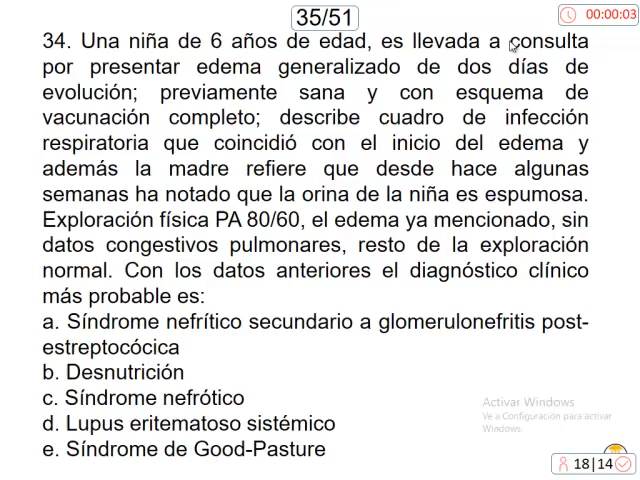 35/51
00:00:03
34. Una niña de 6 años de edad, es llevada a consulta
por presentar edema generalizado de dos días de
evolución; previamente sana y con esquema de
vacunación completo; describe cuadro de infección
respiratoria que coincidió con el inicio del edema y
además la madre refiere que desde hace algunas
semanas ha notado que la orina de la niña es espumosa.
Exploración física PA 80/60, el edema ya mencionado, sin
datos congestivos pulmonares, resto de la exploración
normal. Con los datos anteriores el diagnóstico clínico
más probable es:
a. Síndrome nefrítico secundario a glomerulonefritis post-
estreptocócica
b. Desnutrición
c. Síndrome nefrótico
d. Lupus eritematoso sistémico
e. Síndrome de Good-Pasture
Activar Windows
Ve a Configuración para activar
Windows.
18|14